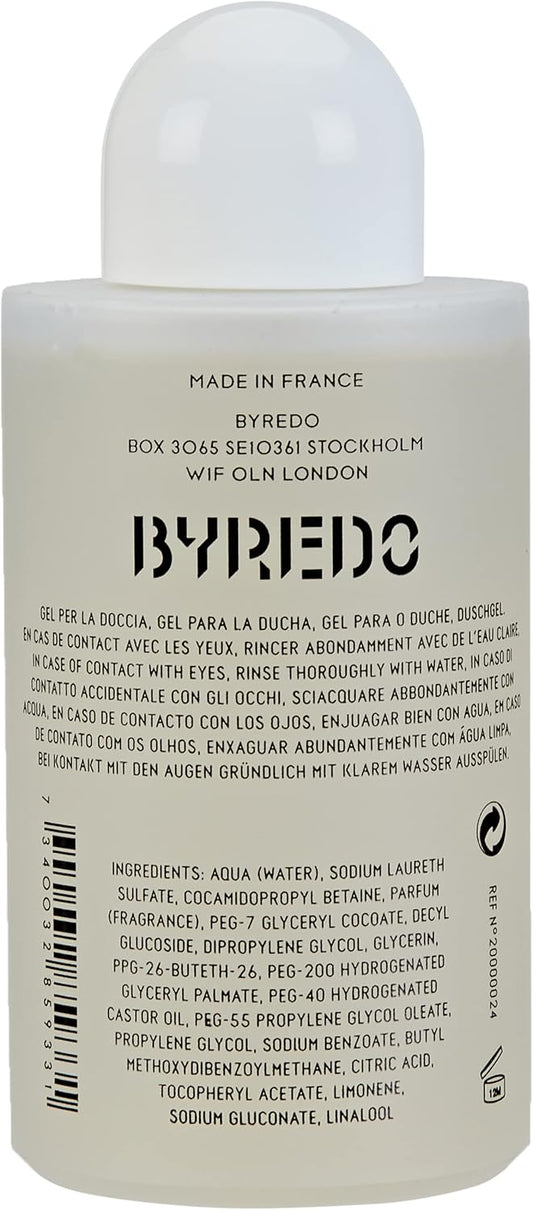 MADE IN FRANCE
BYREDO
BOX 3065 SE10361 STOCKHOLM
W1F OLN LONDON
BYREDO
GEL PER LA DOCCIA, GEL PARA LA DUCHA, GEL PARA O DUCHE, DUSCHGEL.
EN CAS DE CONTACT AVEC LES YEUX, RINCER ABONDAMMENT AVEC DE L'EAU CLAIRE,
IN CASE OF CONTACT WITH EYES, RINSE THOROUGHLY WITH WATER, IN CASO DI
CONTATTO ACCIDENTALE CON GLI OCCHI, SCIACQUARE ABBONDANTEMENTE CON
ACQUA, EN CASO DE CONTACTO CON LOS OJOS, ENJUAGAR BIEN CON AGUA, EM CASO
DE CONTATO COM OS OLHOS, ENXAGUAR ABUNDANTEMENTE COM ÁGUA LIMPA,
BEI KONTAKT MIT DEN AUGEN GRÜNDLICH MIT KLAREM WASSER AUSSPÜLEN.
7 340032 859331
INGREDIENTS: AQUA (WATER), SODIUM LAURETH
SULFATE, COCAMIDOPROPYL BETAINE, PARFUM
(FRAGRANCE), PEG-7 GLYCERYL COCOATE, DECYL
GLUCOSIDE, DIPROPYLENE GLYCOL, GLYCERIN,
PPG-26-BUTETH-26, PEG-200 HYDROGENATED
GLYCERYL PALMATE, PEG-40 HYDROGENATED
CASTOR OIL, PEG-55 PROPYLENE GLYCOL OLEATE,
PROPYLENE GLYCOL, SODIUM BENZOATE, BUTYL
METHOXYDIBENZOYLMETHANE, CITRIC ACID,
TOCOPHERYL ACETATE, LIMONENE,
SODIUM GLUCONATE, LINALOOL
REF Nº 20000024
12M